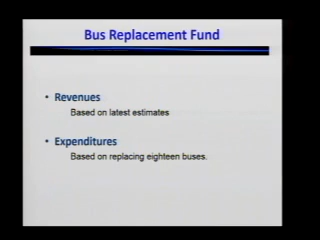 Bus Replacement Fund
• Revenues
Based on latest estimates
• Expenditures
Based on replacing eighteen buses.